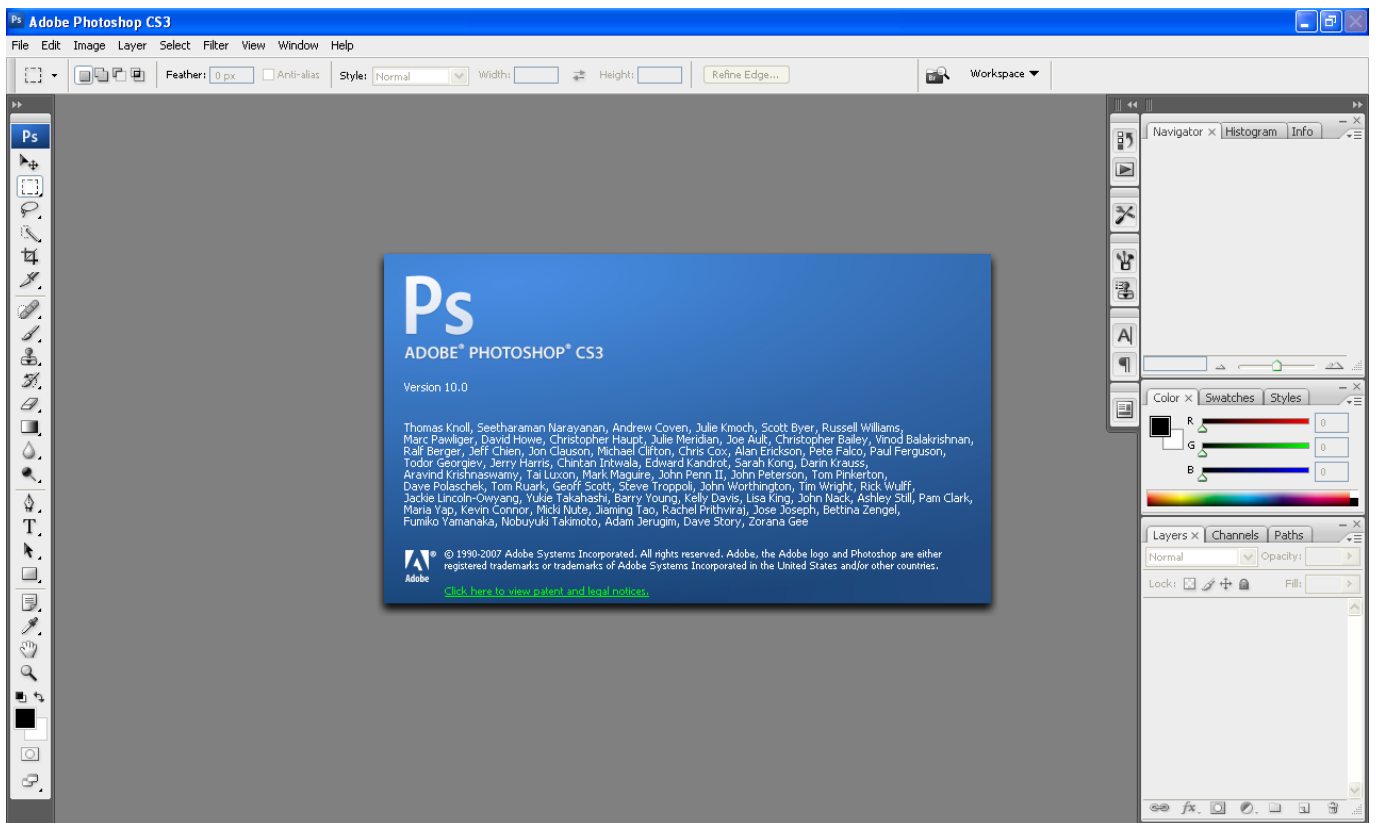 Ps Adobe Photoshop CS3
File Edit Image Layer Select Filter View Window Help
Feather: 0 px Anti-alias Style: Normal Width: Height: Refine Edge... Br Workspace
Ps
T
A
Navigator Histogram Info
Color Swatches Styles
R 0
G 0
B 0
Layers Channels Paths
Normal Opacity:
Lock: Fill:
fx.
Ps
ADOBE® PHOTOSHOP® CS3
Version 10.0
Thomas Knoll, Seetharaman Narayanan, Andrew Coven, Julie Kmoch, Scott Byer, Russell Williams,
Marc Pawliger, David Howe, Christopher Haupt, Julie Meridian, Joe Ault, Christopher Bailey, Vinod Balakrishnan,
Ralf Berger, Jeff Chien, Jon Clauson, Michael Clifton, Chris Cox, Alan Erickson, Pete Falco, Paul Ferguson,
Todor Georgiev, Jerry Harris, Chintan Intwala, Edward Kandrot, Sarah Kong, Darin Krauss,
Aravind Krishnaswamy, Tai Luxon, Mark Maguire, John Penn II, John Peterson, Tom Pinkerton,
Dave Polaschek, Tom Ruark, Geoff Scott, Steve Troppoli, John Worthington, Tim Wright, Rick Wulff,
Jackie Lincoln-Owyang, Yukie Takahashi, Barry Young, Kelly Davis, Lisa King, John Nack, Ashley Still, Pam Clark,
Maria Yap, Kevin Connor, Micki Nute, Jiaming Tao, Rachel Prithviraj, Jose Joseph, Bettina Zengel,
Fumiko Yamanaka, Nobuyuki Takimoto, Adam Jerugim, Dave Story, Zorana Gee
Adobe
® © 1990-2007 Adobe Systems Incorporated. All rights reserved. Adobe, the Adobe logo and Photoshop are either
registered trademarks or trademarks of Adobe Systems Incorporated in the United States and/or other countries.
Click here to view patent and legal notices.